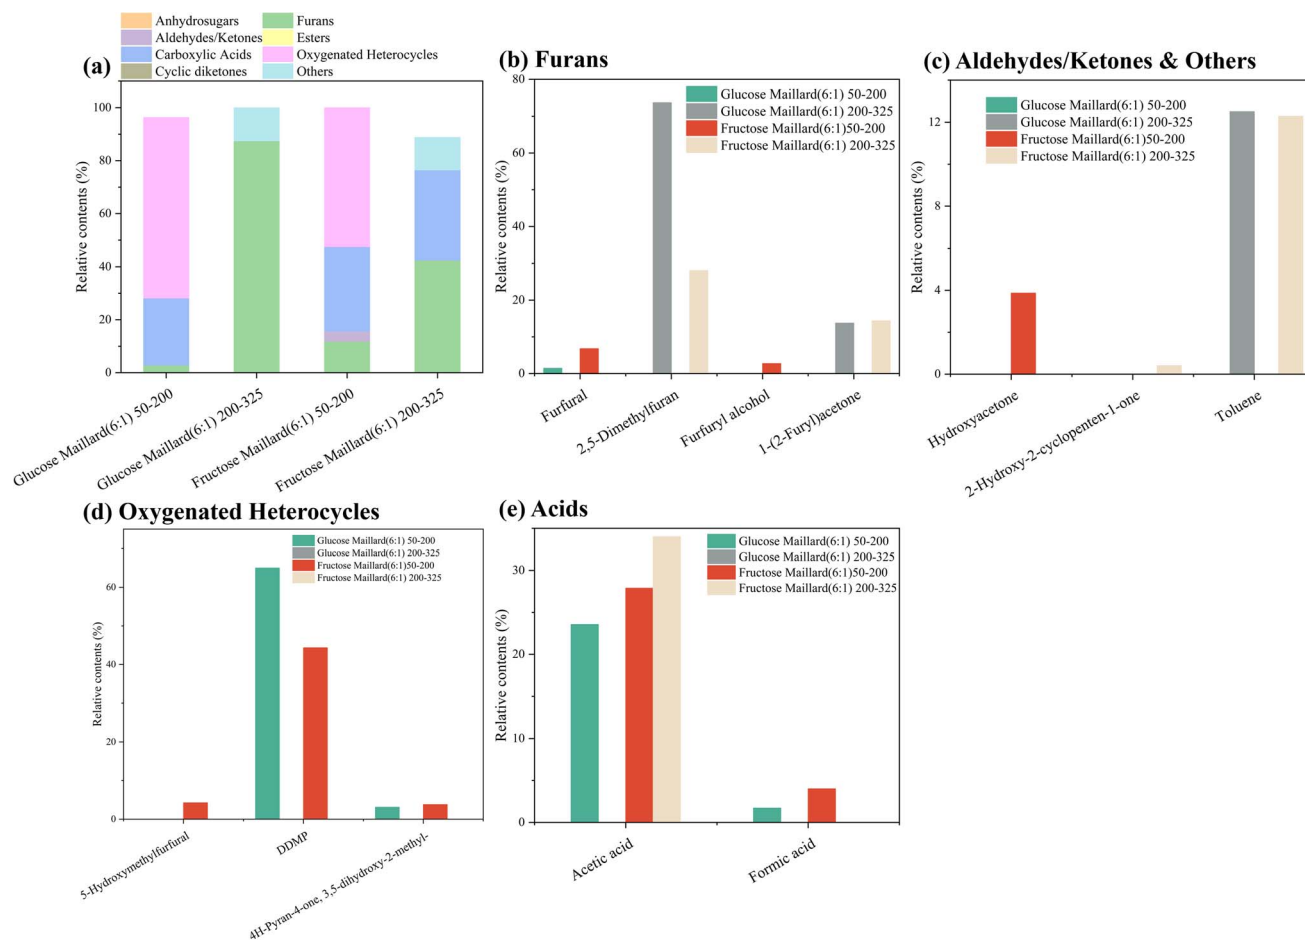 Anhydrosugars
Furans
Aldehydes/Ketones
Esters
Carboxylic Acids
Oxygenated Heterocycles
Cyclic diketones
Others
(a)
100
80
60
40
20
0
Relative contents (%)
Glucose Maillard(6:1) 50-200
Glucose Maillard(6:1) 200-325
Fructose Maillard(6:1) 50-200
Fructose Maillard(6:1) 200-325
(b) Furans
Glucose Maillard(6:1) 50-200
Glucose Maillard(6:1) 200-325
Fructose Maillard(6:1)50-200
Fructose Maillard(6:1) 200-325
80
60
40
20
0
Relative contents (%)
Furfural
2,5-Dimethylfuran
Furfuryl alcohol
1-(2-Furyl)acetone
(c) Aldehydes/Ketones & Others
Glucose Maillard(6:1) 50-200
Glucose Maillard(6:1) 200-325
Fructose Maillard(6:1)50-200
Fructose Maillard(6:1) 200-325
12
8
4
0
Relative contents (%)
Hydroxyacetone
2-Hydroxy-2-cyclopenten-1-one
Toluene
(d) Oxygenated Heterocycles
Glucose Maillard(6:1) 50-200
Glucose Maillard(6:1) 200-325
Fructose Maillard(6:1)50-200
Fructose Maillard(6:1) 200-325
60
40
20
0
Relative contents (%)
5-Hydroxymethylfurfural
DDMP
4H-Pyran-4-one, 3,5-dihydroxy-2-methyl-
(e) Acids
Glucose Maillard(6:1) 50-200
Glucose Maillard(6:1) 200-325
Fructose Maillard(6:1)50-200
Fructose Maillard(6:1) 200-325
30
20
10
0
Relative contents (%)
Acetic acid
Formic acid